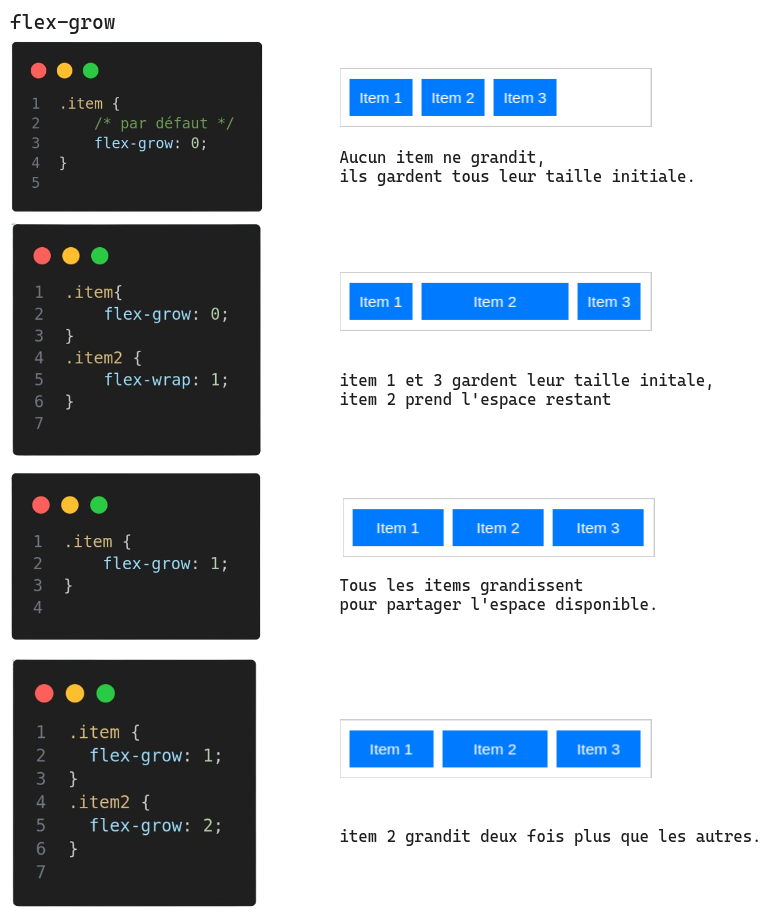 flex-grow
1 .item {
2     /* par défaut */
3     flex-grow: 0;
4 }
5
Item 1 Item 2 Item 3
Aucun item ne grandit,
ils gardent tous leur taille initiale.
1 .item{
2     flex-grow: 0;
3 }
4 .item2 {
5     flex-wrap: 1;
6 }
7
Item 1 Item 2 Item 3
item 1 et 3 gardent leur taille initale,
item 2 prend l'espace restant
1 .item {
2     flex-grow: 1;
3 }
4
Item 1 Item 2 Item 3
Tous les items grandissent
pour partager l'espace disponible.
1 .item {
2   flex-grow: 1;
3 }
4 .item2 {
5   flex-grow: 2;
6 }
7
Item 1 Item 2 Item 3
item 2 grandit deux fois plus que les autres.